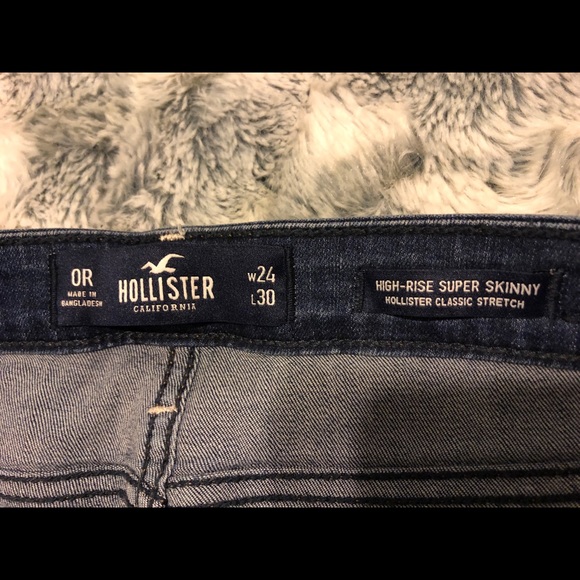 0R
MADE IN
BANGLADESH
HOLLISTER
CALIFORNIA
W24
L30
HIGH-RISE SUPER SKINNY
HOLLISTER CLASSIC STRETCH